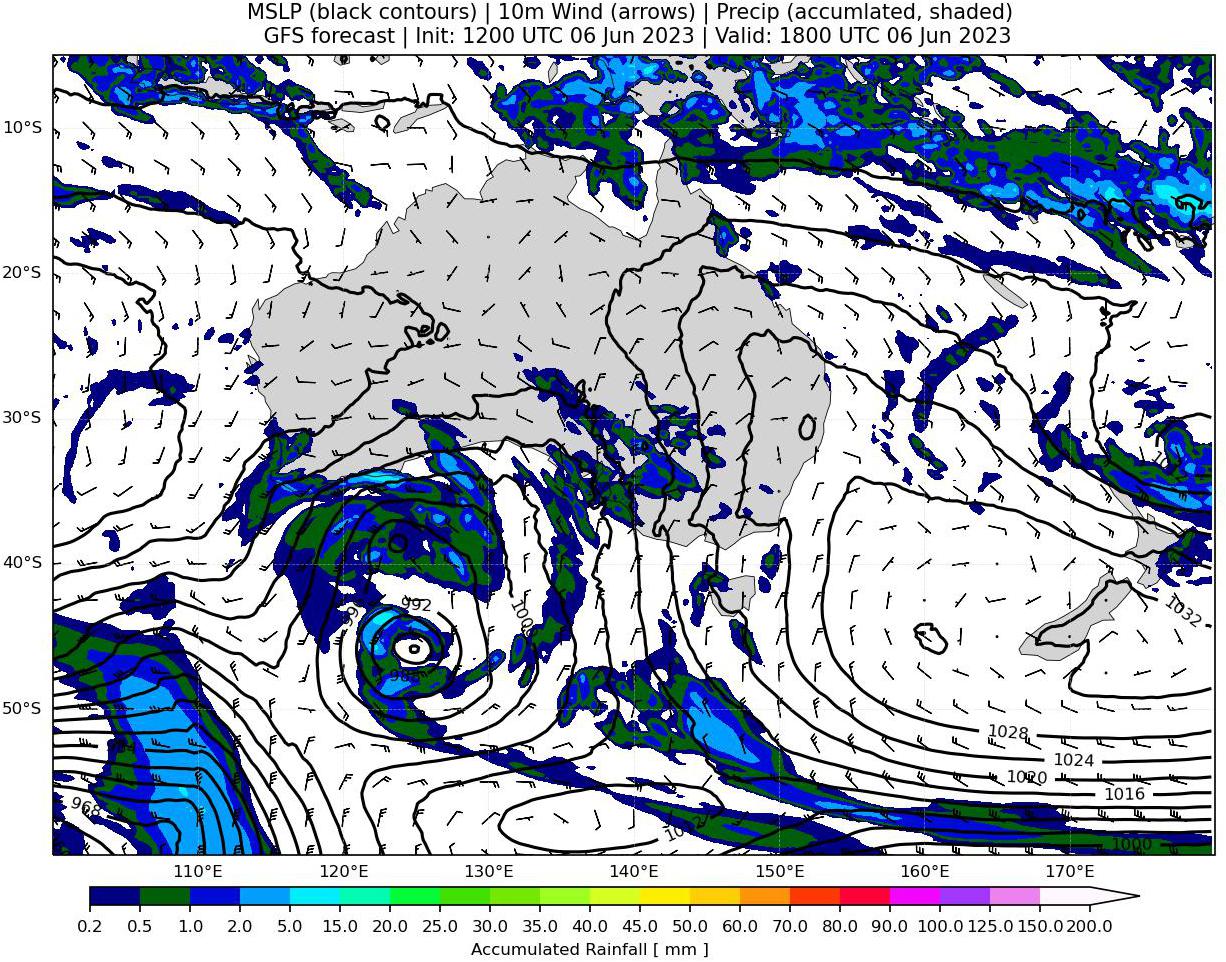 MSLP (black contours) | 10m Wind (arrows) | Precip (accumlated, shaded)
GFS forecast | Init: 1200 UTC 06 Jun 2023 | Valid: 1800 UTC 06 Jun 2023
10°S
20°S
30°S
40°S
50°S
992
1032
988
1028
1024
1020
1016
968
1000
110°E 120°E 130°E 140°E 150°E 160°E 170°E
0.2 0.5 1.0 2.0 5.0 10.0 15.0 20.0 25.0 30.0 35.0 40.0 45.0 50.0 60.0 70.0 80.0 90.0 100.0 125.0 150.0 200.0
Accumulated Rainfall [ mm ]